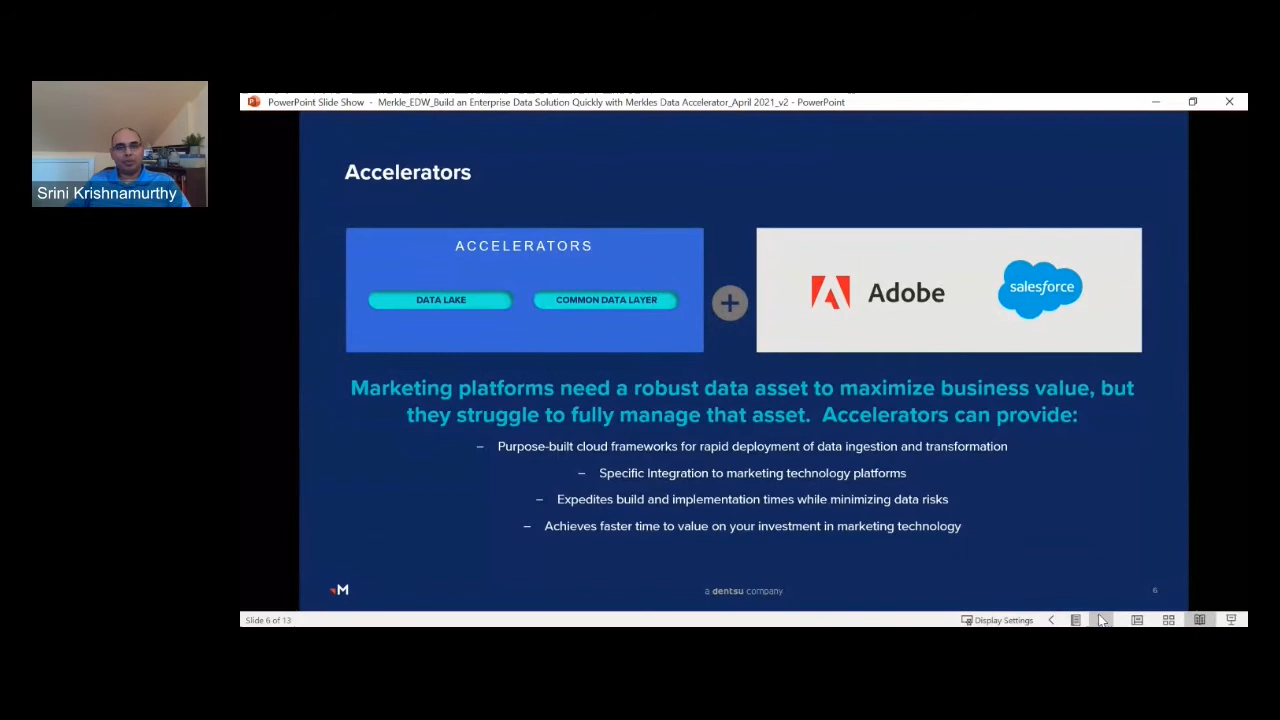 PowerPoint Slide Show - Merkle_EDW_Build an Enterprise Data Solution Quickly with Merkles Data Accelerator_April 2021_v2 - PowerPoint
Srini Krishnamurthy
Accelerators
ACCELERATORS
DATA LAKE
COMMON DATA LAYER
Adobe
salesforce
Marketing platforms need a robust data asset to maximize business value, but
they struggle to fully manage that asset. Accelerators can provide:
– Purpose-built cloud frameworks for rapid deployment of data ingestion and transformation
– Specific Integration to marketing technology platforms
– Expedites build and implementation times while minimizing data risks
– Achieves faster time to value on your investment in marketing technology
M
a dentsu company
6
Slide 6 of 13
Display Settings